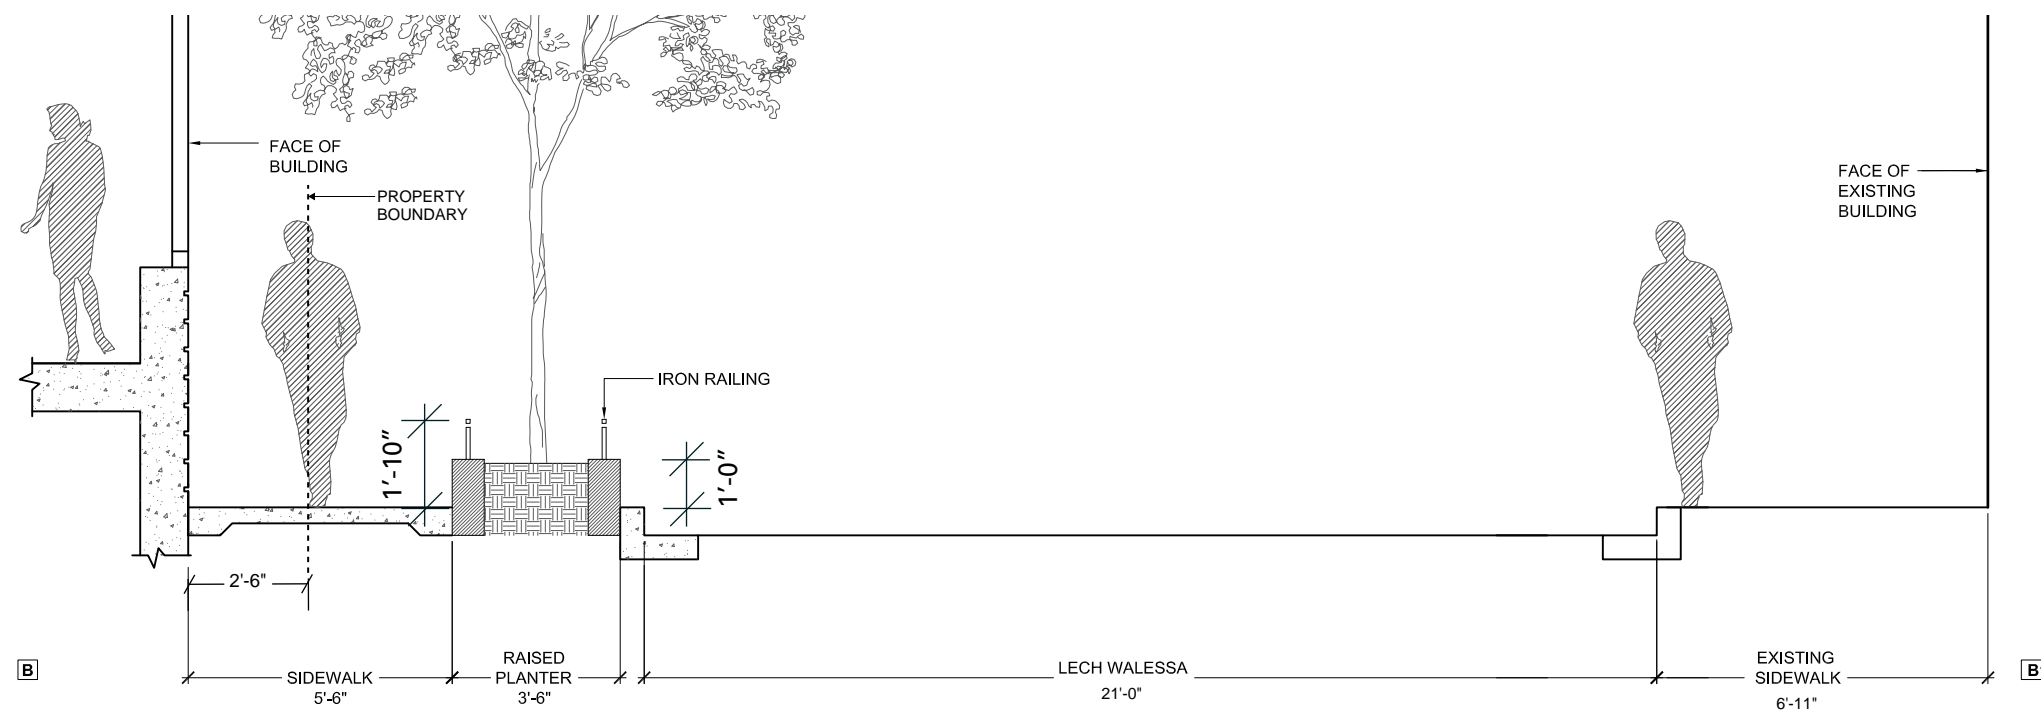 FACE OF
BUILDING
PROPERTY
BOUNDARY
FACE OF
EXISTING
BUILDING
IRON RAILING
1'-10"
1'-0"
2'-6"
B
SIDEWALK
5'-6"
RAISED
PLANTER
3'-6"
LECH WALESSA
21'-0"
EXISTING
SIDEWALK
6'-11"
B'